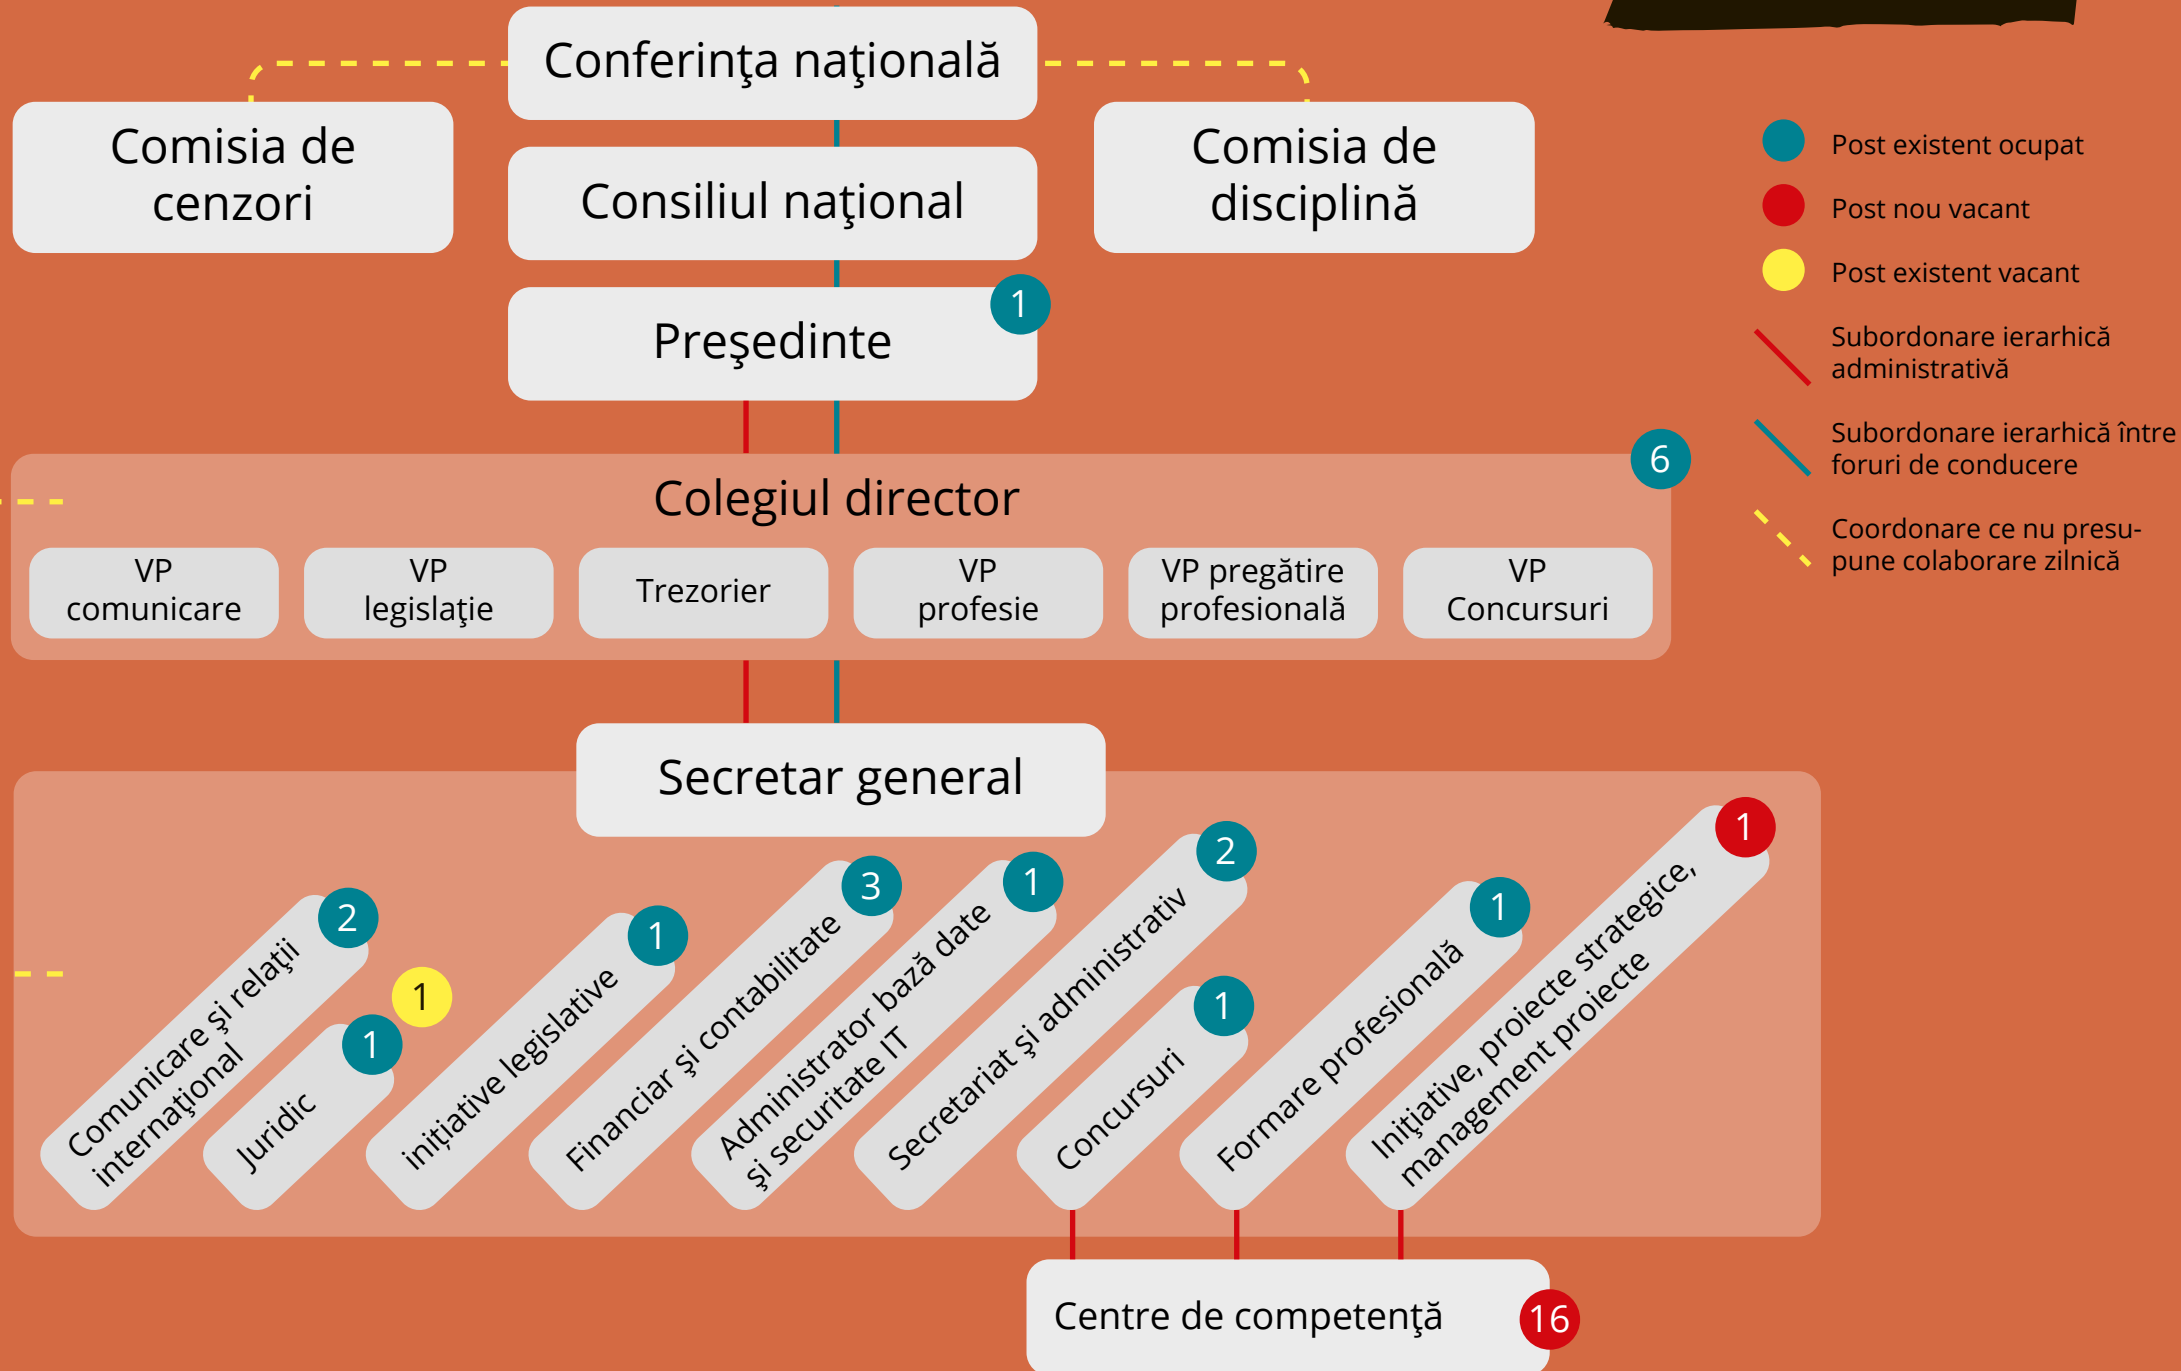 Conferinţa naţională
Comisia de
cenzori
Consiliul naţional
Comisia de
disciplină
Preşedinte
1
Post existent ocupat
Post nou vacant
Post existent vacant
Subordonare ierarhică
administrativă
Subordonare ierarhică între
foruri de conducere
Coordonare ce nu presu-
pune colaborare zilnică
Colegiul director
6
VP
comunicare
VP
legislaţie
Trezorier
VP
profesie
VP pregătire
profesională
VP
Concursuri
Secretar general
Comunicare şi relaţii
internaţional
2
Juridic
1
1
inițiative legislative
1
Financiar şi contabilitate
3
Administrator bază date
şi securitate IT
1
Secretariat şi administrativ
2
Concursuri
1
Formare profesională
1
Iniţiative, proiecte strategice,
management proiecte
1
Centre de competenţă
16